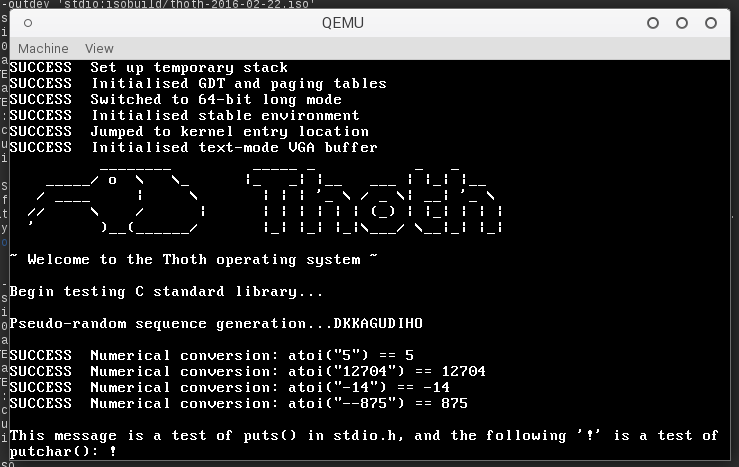 -outdev 'stdio:isobuild/thoth-2016-02-22.iso'
QEMU
Machine View
SUCCESS  Set up temporary stack
SUCCESS  Initialised GDT and paging tables
SUCCESS  Switched to 64-bit long mode
SUCCESS  Initialised stable environment
SUCCESS  Jumped to kernel entry location
SUCCESS  Initialised text-mode VGA buffer
Thoth
~ Welcome to the Thoth operating system ~
Begin testing C standard library...
Pseudo-random sequence generation...DKKAGUDIHO
SUCCESS  Numerical conversion: atoi("5") == 5
SUCCESS  Numerical conversion: atoi("12704") == 12704
SUCCESS  Numerical conversion: atoi("-14") == -14
SUCCESS  Numerical conversion: atoi("--875") == 875
This message is a test of puts() in stdio.h, and the following '!' is a test of
putchar(): !